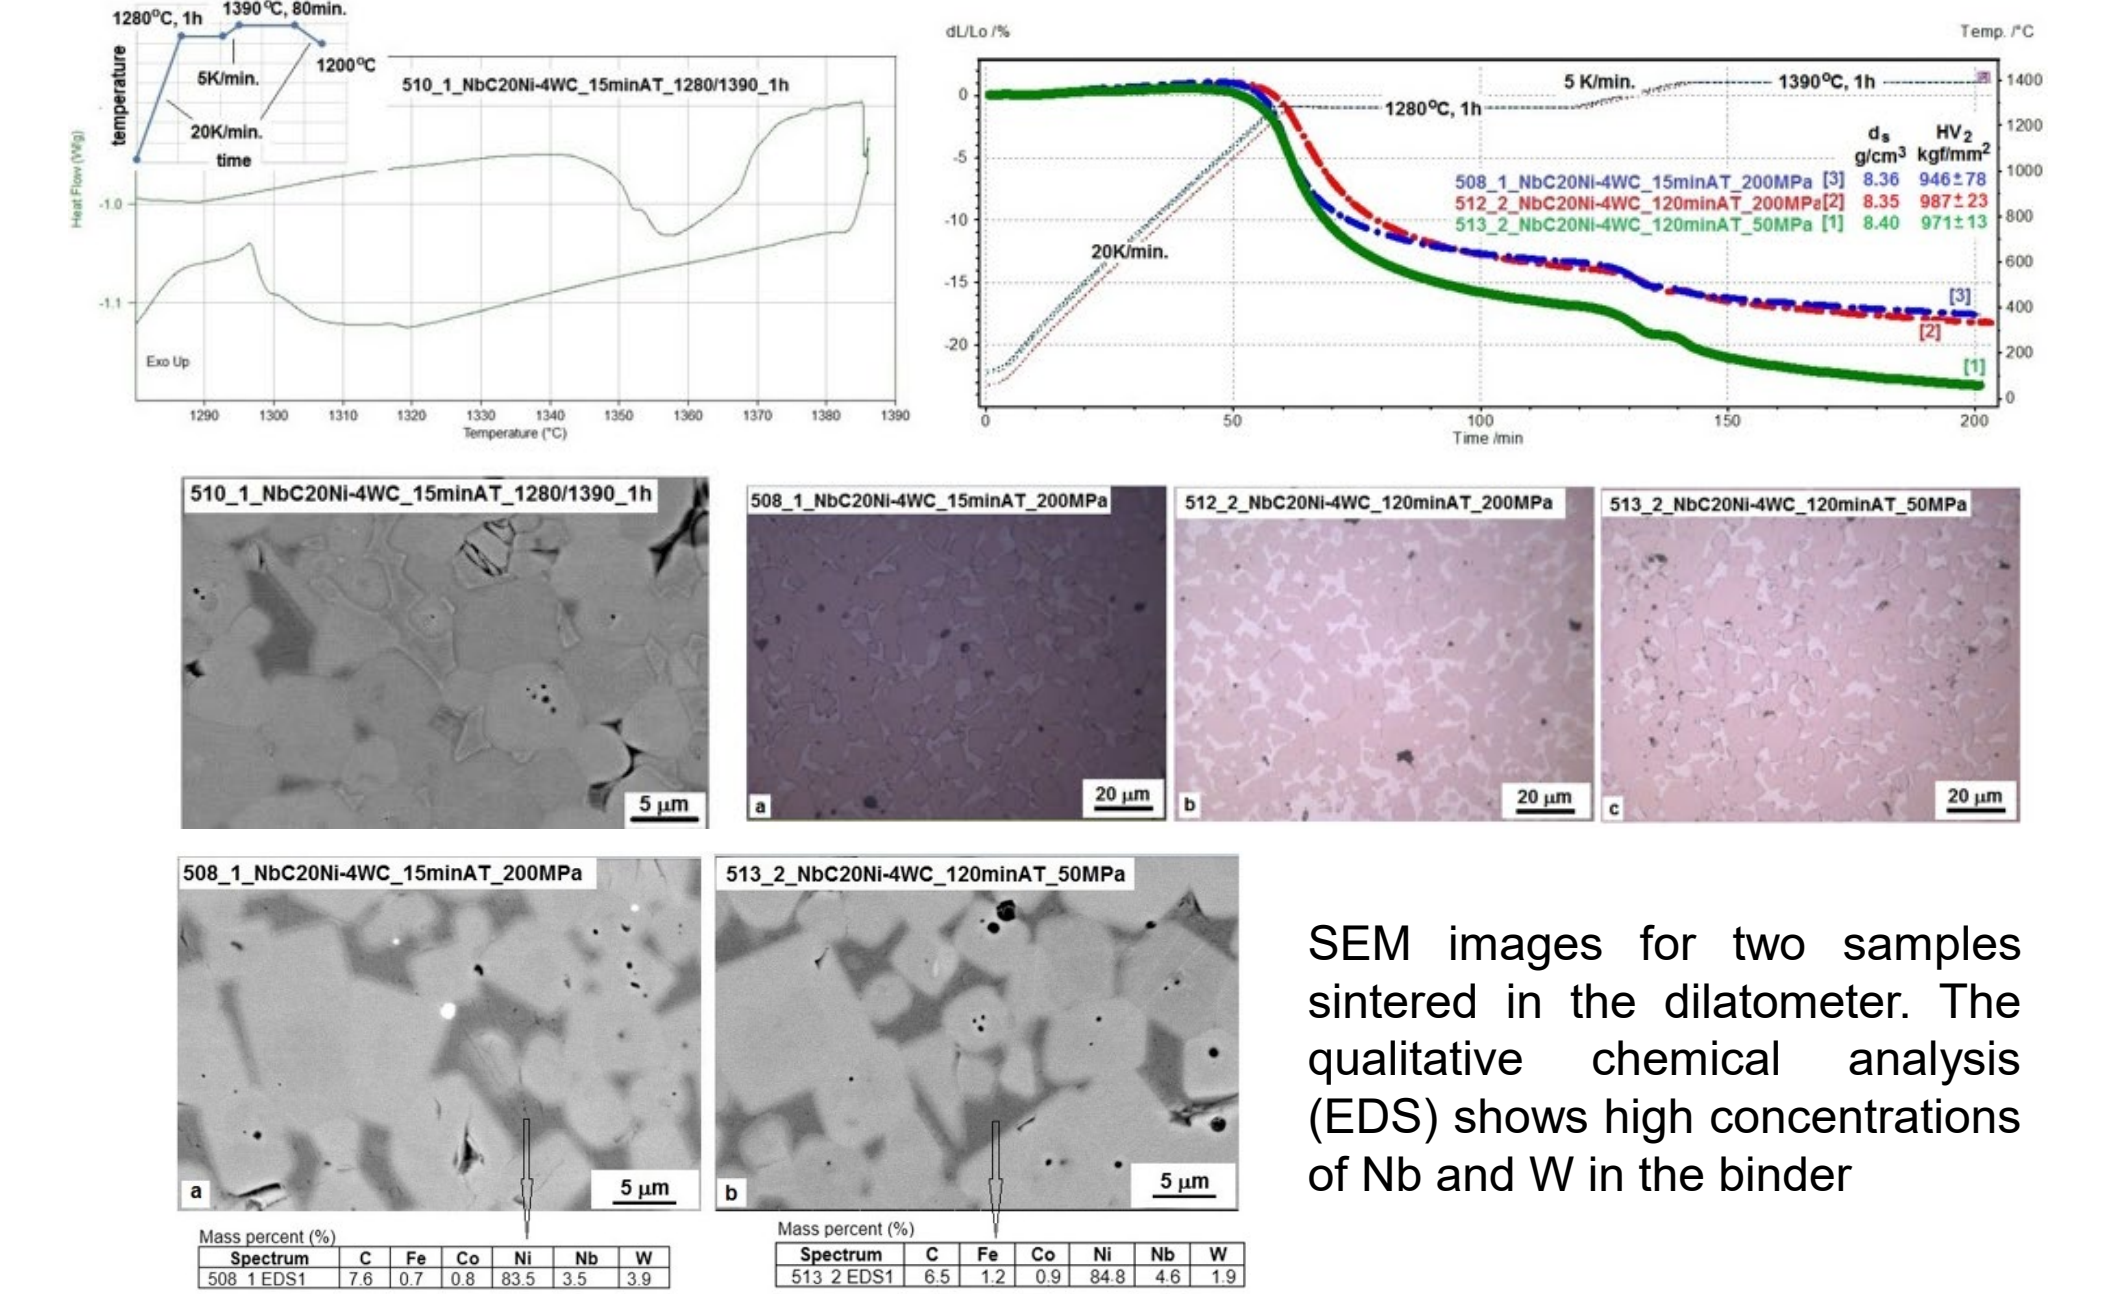 1280°C, 1h
1390°C, 80min.
1200°C
5K/min.
20K/min.
temperature
time
510_1_NbC20Ni-4WC_15minAT_1280/1390_1h
Heat Flow (W/g)
-1.0
-1.1
Exo Up
1290 1300 1310 1320 1330 1340 1350 1360 1370 1380 1390
Temperature (°C)
dL/Lo /%
Temp. /°C
0
-5
-10
-15
-20
1400
1200
1000
800
600
400
200
0
5 K/min.
1390°C, 1h
1280°C, 1h
20K/min.
ds HV2
g/cm3 kgf/mm2
508_1_NbC20Ni-4WC_15minAT_200MPa [3] 8.36 946±78
512_2_NbC20Ni-4WC_120minAT_200MPa[2] 8.35 987±23
513_2_NbC20Ni-4WC_120minAT_50MPa [1] 8.40 971±13
[3]
[2]
[1]
0 50 100 150 200
Time /min
510_1_NbC20Ni-4WC_15minAT_1280/1390_1h
5 µm
508_1_NbC20Ni-4WC_15minAT_200MPa
a
20 µm
512_2_NbC20Ni-4WC_120minAT_200MPa
b
20 µm
513_2_NbC20Ni-4WC_120minAT_50MPa
c
20 µm
508_1_NbC20Ni-4WC_15minAT_200MPa
a
5 µm
513_2_NbC20Ni-4WC_120minAT_50MPa
b
5 µm
Mass percent (%)
Spectrum C Fe Co Ni Nb W
508 1 EDS1 7.6 0.7 0.8 83.5 3.5 3.9
Mass percent (%)
Spectrum C Fe Co Ni Nb W
513 2 EDS1 6.5 1.2 0.9 84.8 4.6 1.9
SEM images for two samples
sintered in the dilatometer. The
qualitative chemical analysis
(EDS) shows high concentrations
of Nb and W in the binder